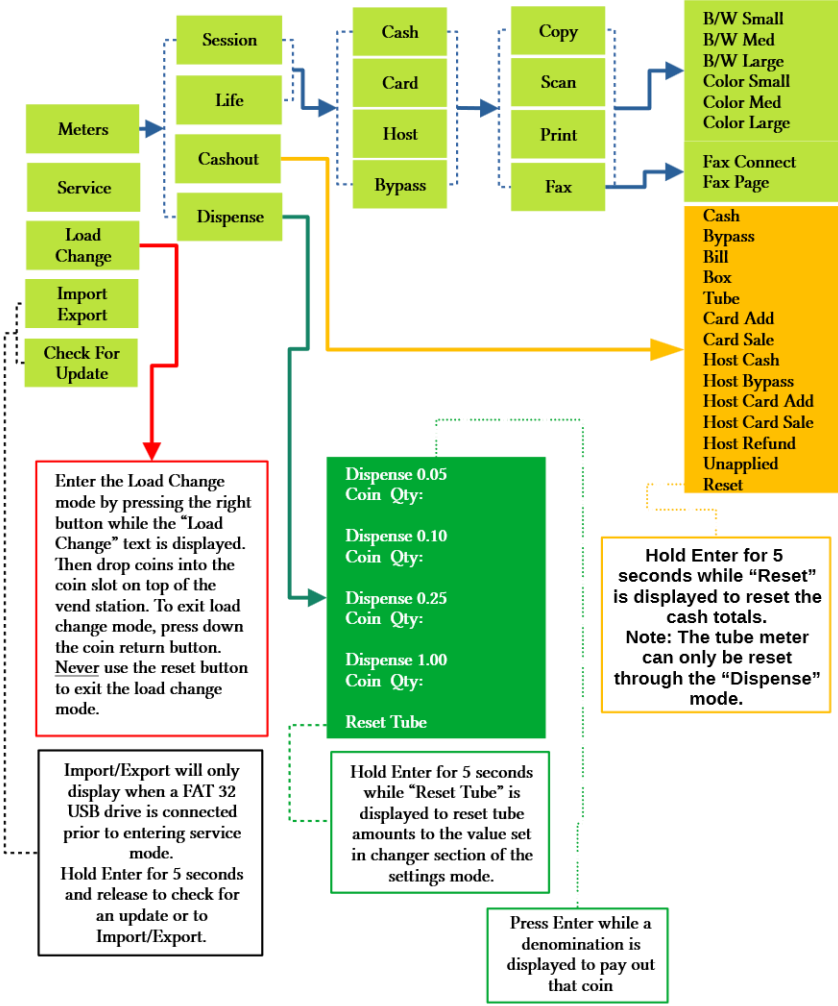 Meters
Service
Load
Change
Import
Export
Check For
Update
Session
Life
Cashout
Dispense
Cash
Card
Host
Bypass
Copy
Scan
Print
Fax
B/W Small
B/W Med
B/W Large
Color Small
Color Med
Color Large
Fax Connect
Fax Page
Cash
Bypass
Bill
Box
Tube
Card Add
Card Sale
Host Cash
Host Bypass
Host Card Add
Host Card Sale
Host Refund
Unapplied
Reset
Enter the Load Change
mode by pressing the right
button while the “Load
Change” text is displayed.
Then drop coins into the
coin slot on top of the
vend station. To exit load
change mode, press down
the coin return button.
Never use the reset button
to exit the load change
mode.
Dispense 0.05
Coin Qty:
Dispense 0.10
Coin Qty:
Dispense 0.25
Coin Qty:
Dispense 1.00
Coin Qty:
Reset Tube
Hold Enter for 5
seconds while “Reset”
is displayed to reset the
cash totals.
Note: The tube meter
can only be reset
through the “Dispense”
mode.
Import/Export will only
display when a FAT 32
USB drive is connected
prior to entering service
mode.
Hold Enter for 5 seconds
and release to check for
an update or to
Import/Export.
Hold Enter for 5 seconds
while “Reset Tube” is
displayed to reset tube
amounts to the value set
in changer section of the
settings mode.
Press Enter while a
denomination is
displayed to pay out
that coin